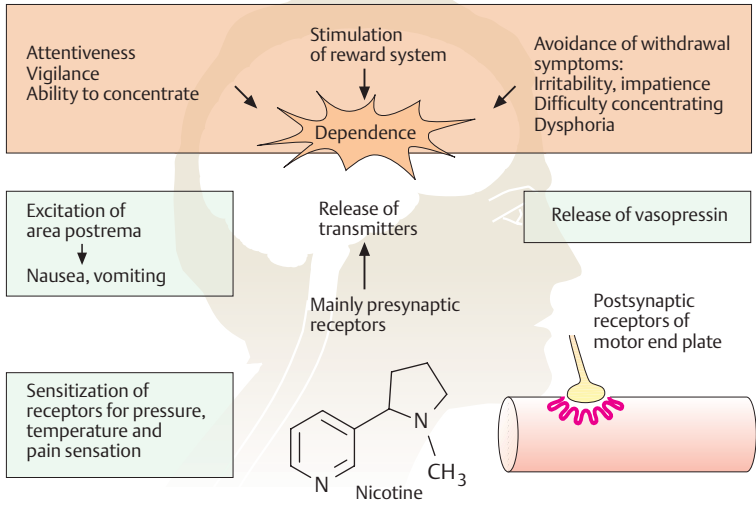 Attentiveness
Vigilance
Ability to concentrate
Stimulation
of reward system
Avoidance of withdrawal
symptoms:
Irritability, impatience
Difficulty concentrating
Dysphoria
Dependence
Excitation of
area postrema
Nausea, vomiting
Release of
transmitters
Release of vasopressin
Mainly presynaptic
receptors
Postsynaptic
receptors of
motor end plate
Sensitization of
receptors for pressure,
temperature and
pain sensation
N
N
CH3
Nicotine